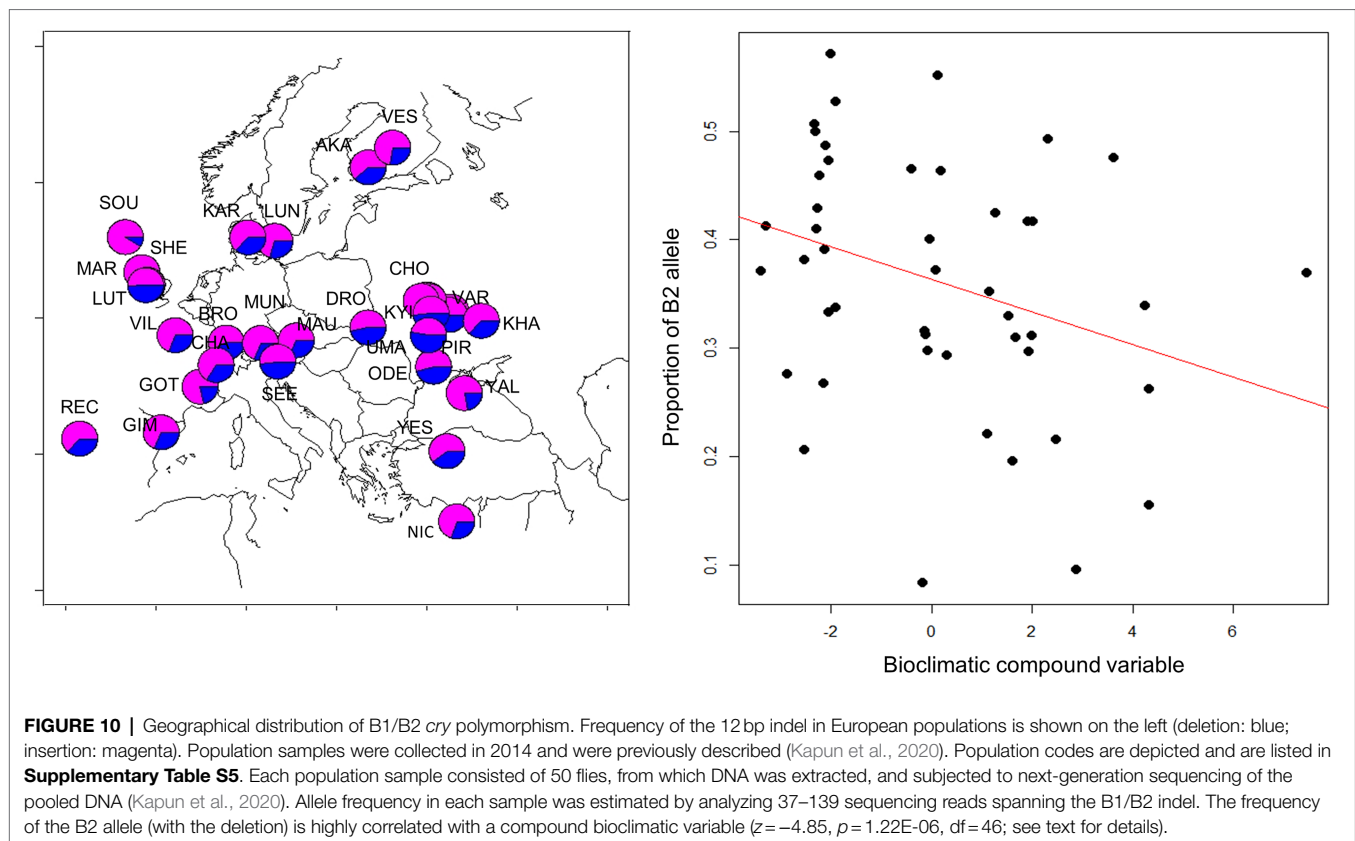 VES
AKA
SOU
KAR
LUN
SHE
MAR
LUT
CHO
MUN
DRO
VAR
BRO
KYI
VIL
MAU
KHA
CHA
UMA
PIR
GOT
ODE
SEE
YAL
REC
GIM
YES
NIC
Proportion of B2 allele
0.5
0.4
0.3
0.2
0.1
-2 0 2 4 6
Bioclimatic compound variable
FIGURE 10 | Geographical distribution of B1/B2 cry polymorphism. Frequency of the 12 bp indel in European populations is shown on the left (deletion: blue;
insertion: magenta). Population samples were collected in 2014 and were previously described (Kapun et al., 2020). Population codes are depicted and are listed in
Supplementary Table S5. Each population sample consisted of 50 flies, from which DNA was extracted, and subjected to next-generation sequencing of the
pooled DNA (Kapun et al., 2020). Allele frequency in each sample was estimated by analyzing 37–139 sequencing reads spanning the B1/B2 indel. The frequency
of the B2 allele (with the deletion) is highly correlated with a compound bioclimatic variable (z = −4.85, p = 1.22E-06, df = 46; see text for details).